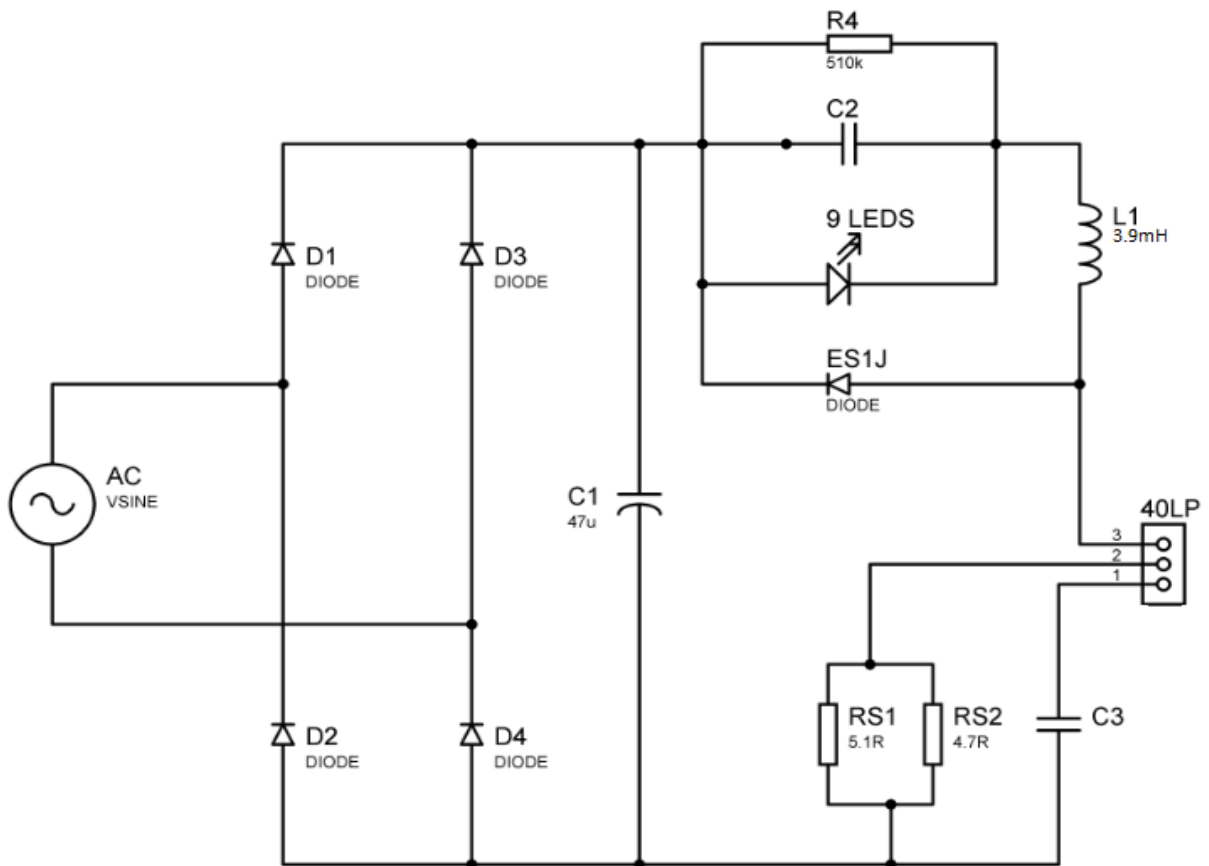 R4
510k
C2
9 LEDS
L1
3.9mH
D1
DIODE
D3
DIODE
ES1J
DIODE
AC
VSINE
C1
47u
40LP
3
2
1
RS1
5.1R
RS2
4.7R
C3
D2
DIODE
D4
DIODE